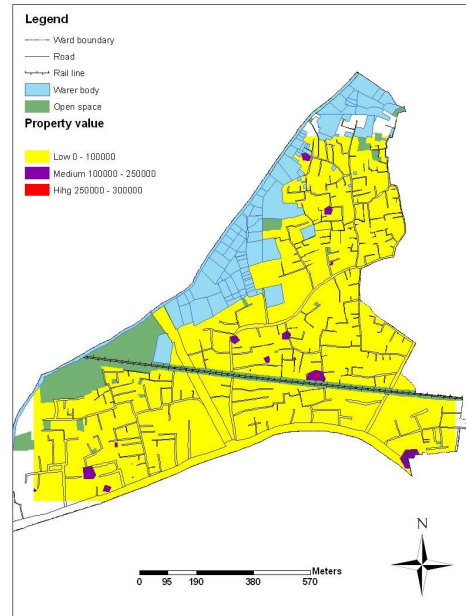 Legend
Ward boundary
Road
Rail line
Warer body
Open space
Property value
Low 0 - 100000
Medium 100000 - 250000
Hihg 250000 - 300000
N
Meters
0 95 190 380 570